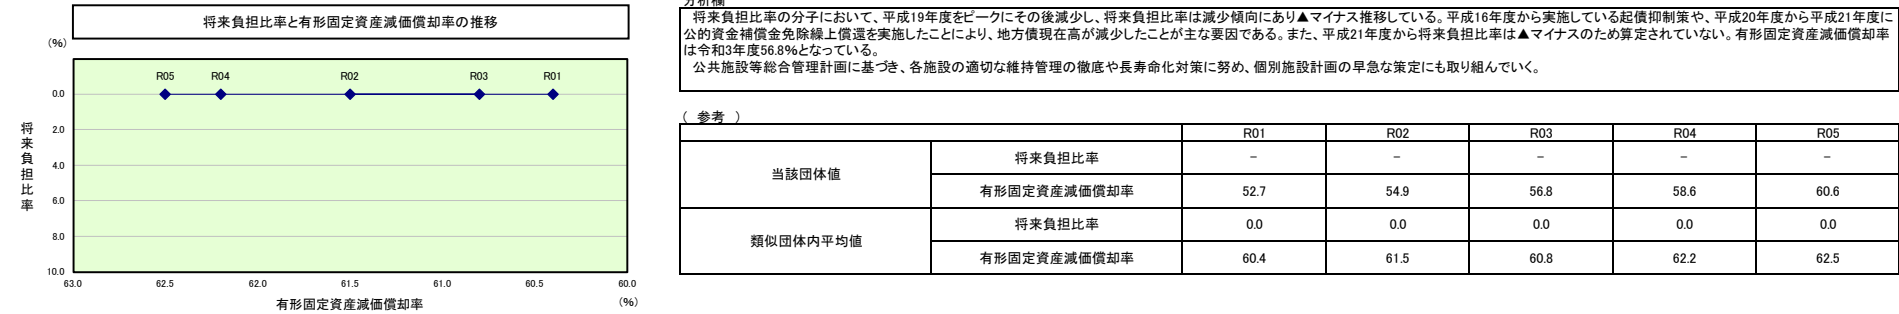 将来負担比率と有形固定資産減価償却率の推移
(%)
R05 R04 R02 R03 R01
0.0
2.0
4.0
6.0
8.0
10.0
将来負担比率
63.0 62.5 62.0 61.5 61.0 60.5 60.0
有形固定資産減価償却率
(%)
分析欄
将来負担比率の分子において、平成19年度をピークにその後減少し、将来負担比率は減少傾向にあり▲マイナス推移している。平成16年度から実施している起債抑制策や、平成20年度から平成21年度に
公的資金補償金免除繰上償還を実施したことにより、地方債現在高が減少したことが主な要因である。また、平成21年度から将来負担比率は▲マイナスのため算定されていない。有形固定資産減価償却率
は令和3年度56.8%となっている。
公共施設等総合管理計画に基づき、各施設の適切な維持管理の徹底や長寿命化対策に努め、個別施設計画の早急な策定にも取り組んでいく。
( 参考 )
R01 R02 R03 R04 R05
当該団体値
将来負担比率 － － － － －
有形固定資産減価償却率 52.7 54.9 56.8 58.6 60.6
類似団体内平均値
将来負担比率 0.0 0.0 0.0 0.0 0.0
有形固定資産減価償却率 60.4 61.5 60.8 62.2 62.5